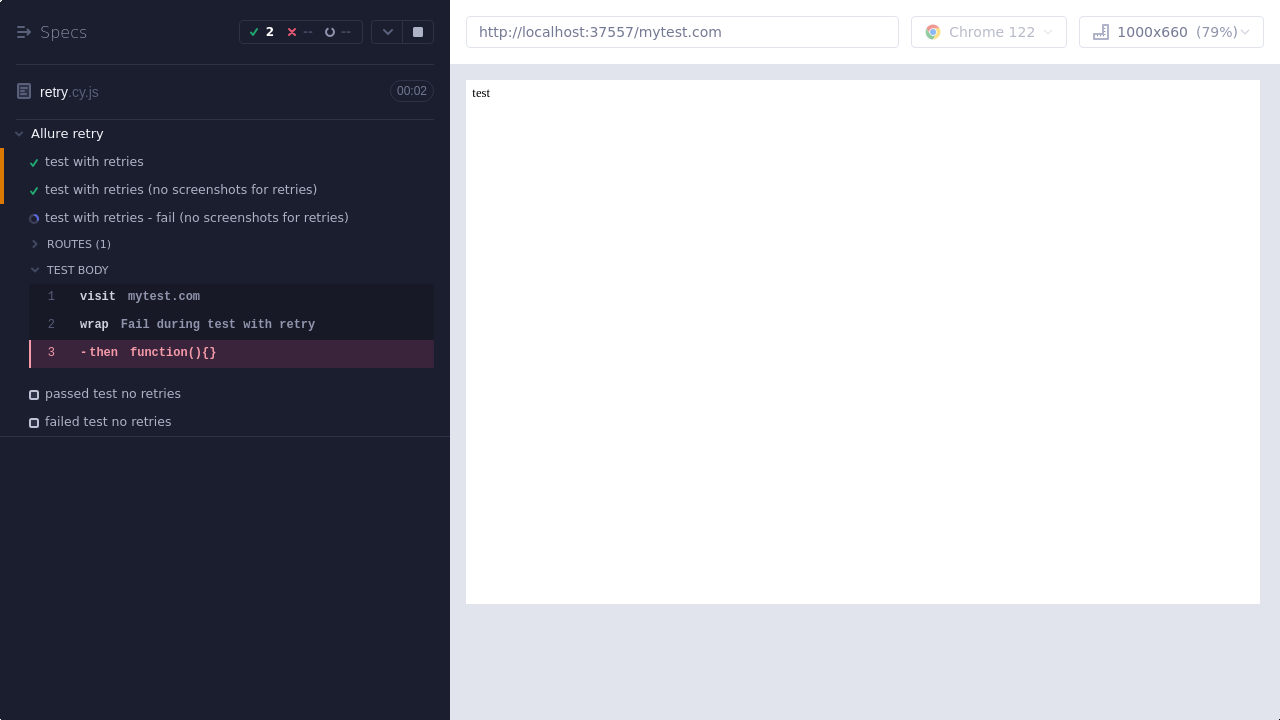 Specs 2 -- --
http://localhost:37557/mytest.com Chrome 122 1000x660 (79%)
retry.cy.js 00:02
test
Allure retry
test with retries
test with retries (no screenshots for retries)
test with retries - fail (no screenshots for retries)
ROUTES (1)
TEST BODY
1 visit mytest.com
2 wrap Fail during test with retry
3 -then function(){}
passed test no retries
failed test no retries